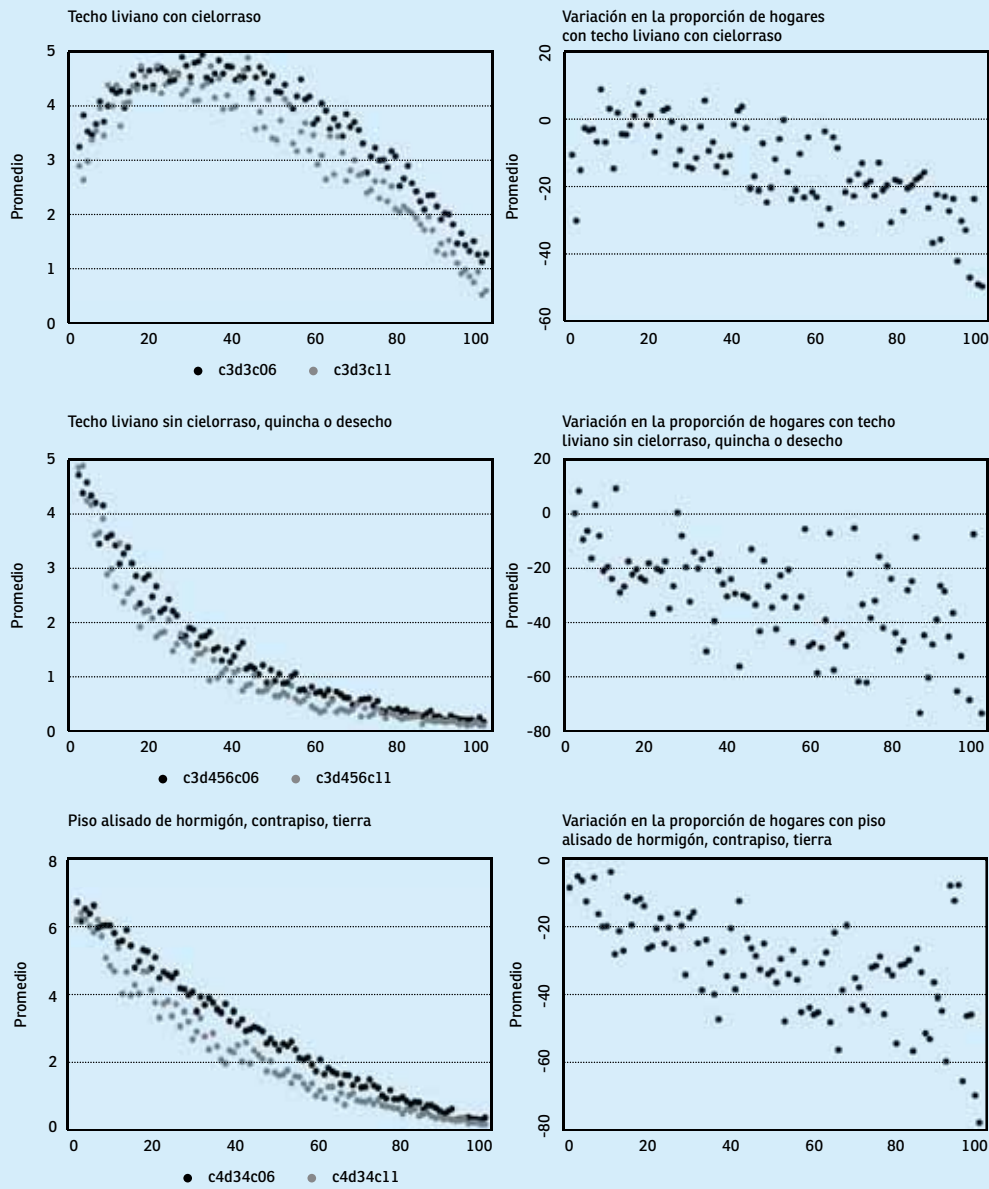 Techo liviano con cielorraso
Promedio
5
4
3
2
1
0
0 20 40 60 80 100
c3d3c06 c3d3c11
Variación en la proporción de hogares
con techo liviano con cielorraso
Promedio
20
0
-20
-40
-60
0 20 40 60 80 100
Techo liviano sin cielorraso, quincha o desecho
Promedio
5
4
3
2
1
0
0 20 40 60 80 100
c3d456c06 c3d456c11
Variación en la proporción de hogares con techo
liviano sin cielorraso, quincha o desecho
Promedio
20
0
-20
-40
-60
-80
0 20 40 60 80 100
Piso alisado de hormigón, contrapiso, tierra
Promedio
8
6
4
2
0
0 20 40 60 80 100
c4d34c06 c4d34c11
Variación en la proporción de hogares con piso
alisado de hormigón, contrapiso, tierra
Promedio
0
-20
-40
-60
-80
0 20 40 60 80 100